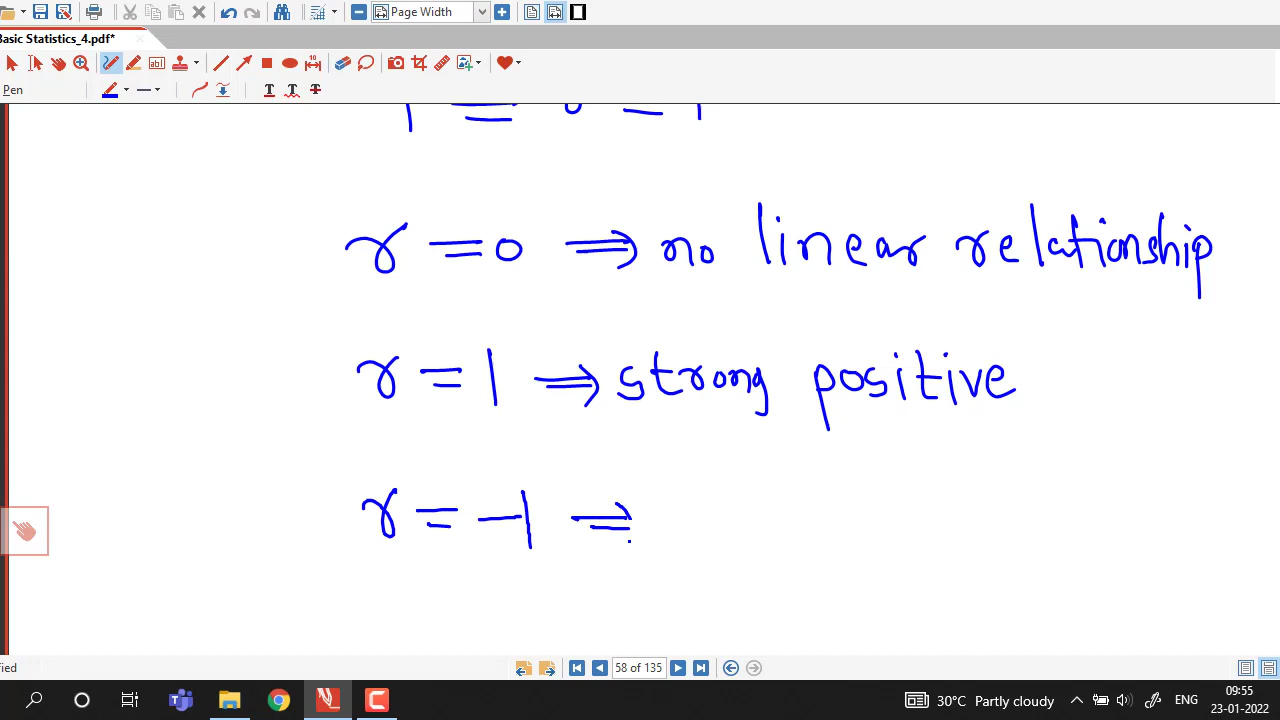 Page Width
Basic Statistics_4.pdf*
Pen
r = 0 ⇒ no linear relationship
r = 1 ⇒ strong positive
r = -1 ⇒
58 of 135
30°C Partly cloudy
ENG
09:55
23-01-2022